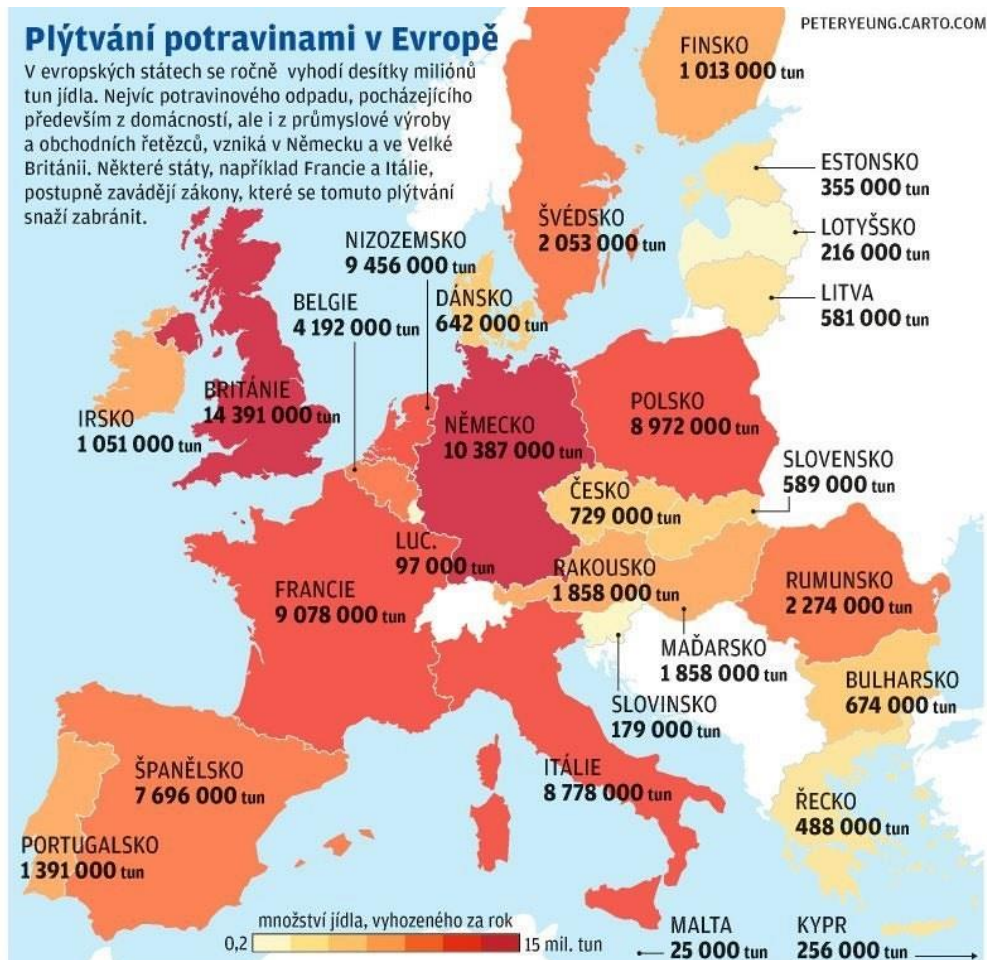 Plýtvání potravinami v Evropě
V evropských státech se ročně vyhodí desítky miliónů
tun jídla. Nejvíc potravinového odpadu, pocházejícího
především z domácností, ale i z průmyslové výroby
a obchodních řetězců, vzniká v Německu a ve Velké
Británii. Některé státy, například Francie a Itálie,
postupně zavádějí zákony, které se tomuto plýtvání
snaží zabránit.
PETERYEUNG.CARTO.COM
FINSKO
1 013 000 tun
ESTONSKO
355 000 tun
LOTYŠSKO
216 000 tun
LITVA
581 000 tun
ŠVÉDSKO
2 053 000 tun
NIZOZEMSKO
9 456 000 tun
DÁNSKO
642 000 tun
BELGIE
4 192 000 tun
BRITÁNIE
14 391 000 tun
IRSKO
1 051 000 tun
NĚMECKO
10 387 000 tun
POLSKO
8 972 000 tun
SLOVENSKO
589 000 tun
ČESKO
729 000 tun
LUC.
97 000 tun
RAKOUSKO
1 858 000 tun
FRANCIE
9 078 000 tun
RUMUNSKO
2 274 000 tun
MAĎARSKO
1 858 000 tun
SLOVINSKO
179 000 tun
BULHARSKO
674 000 tun
ŠPANĚLSKO
7 696 000 tun
ITÁLIE
8 778 000 tun
ŘECKO
488 000 tun
PORTUGALSKO
1 391 000 tun
množství jídla, vyhozeného za rok
0,2 15 mil. tun
MALTA
25 000 tun
KYPR
256 000 tun